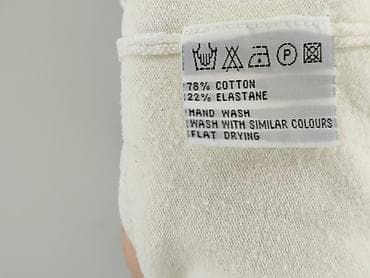 P
78% COTTON
22% ELASTANE
HAND WASH
WASH WITH SIMILAR COLOURS
FLAT DRYING